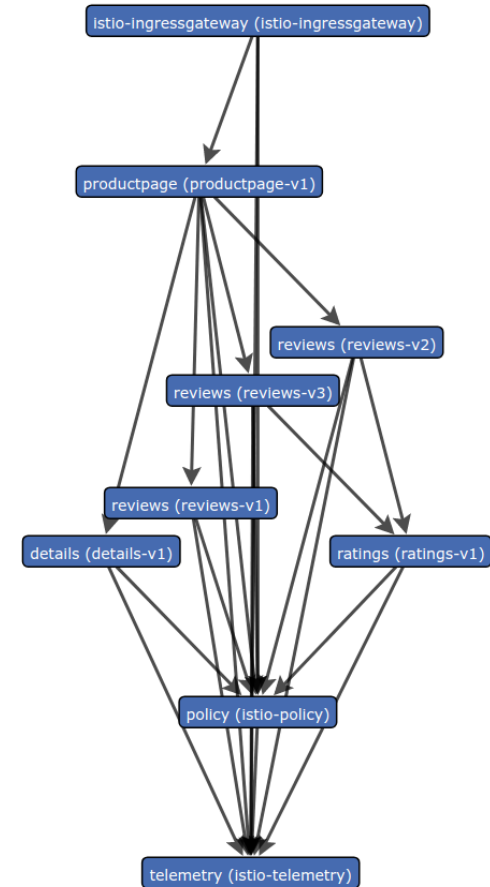 istio-ingressgateway (istio-ingressgateway)
productpage (productpage-v1)
reviews (reviews-v2)
reviews (reviews-v3)
reviews (reviews-v1)
details (details-v1)
ratings (ratings-v1)
policy (istio-policy)
telemetry (istio-telemetry)